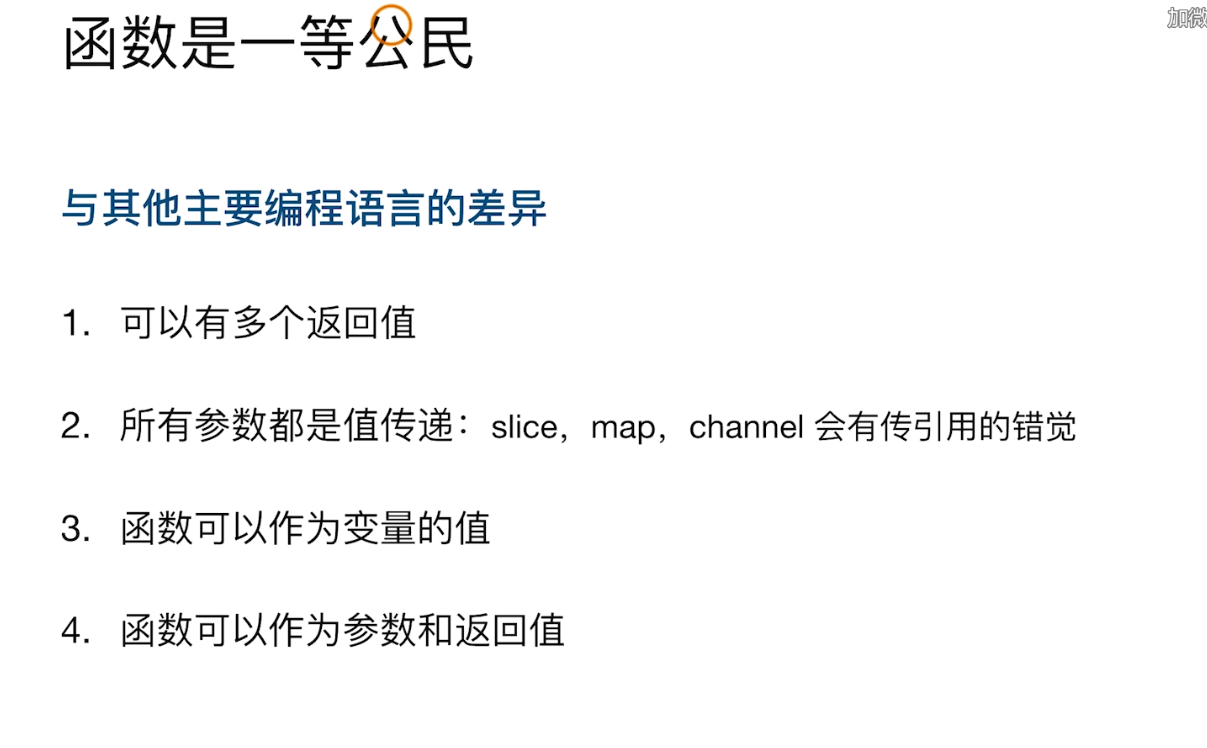 函数是一等公民
加微
与其他主要编程语言的差异
1. 可以有多个返回值
2. 所有参数都是值传递：slice，map，channel 会有传引用的错觉
3. 函数可以作为变量的值
4. 函数可以作为参数和返回值